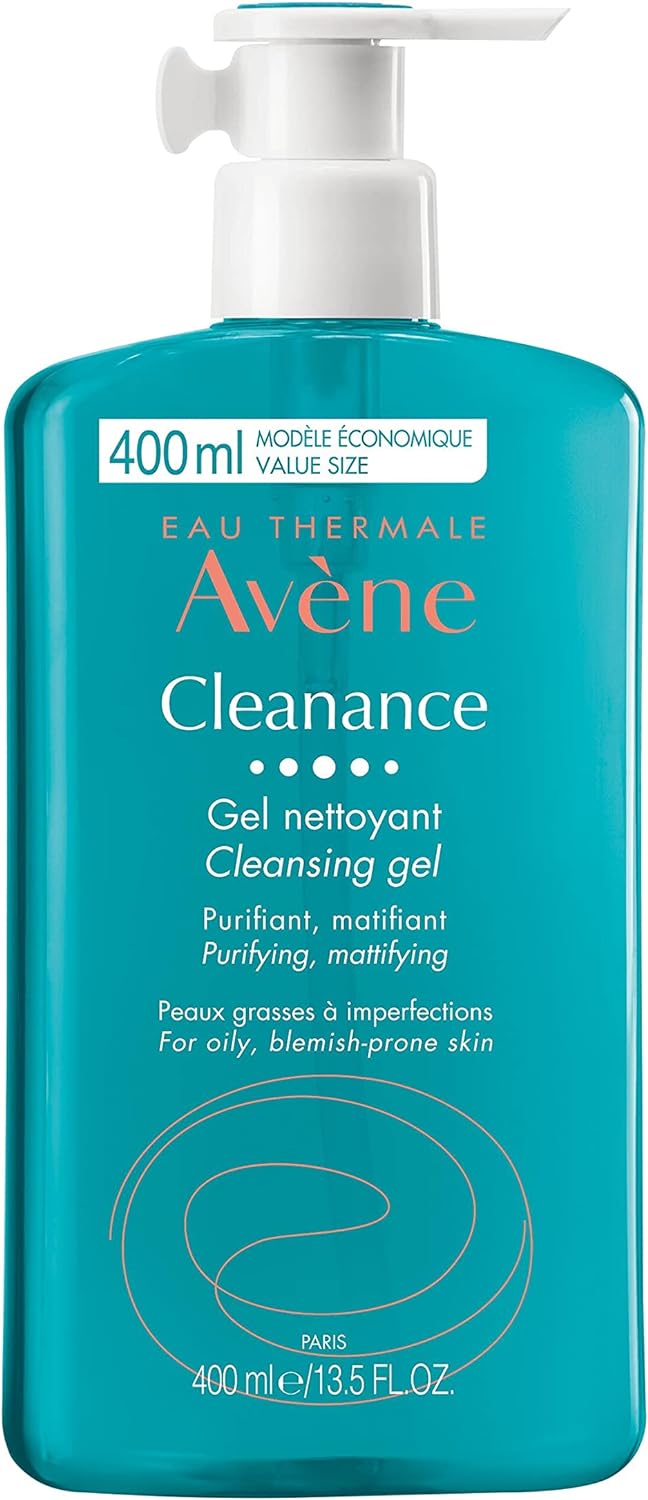 400 ml MODÈLE ÉCONOMIQUE
VALUE SIZE
EAU THERMALE
Avène
Cleanance
Gel nettoyant
Cleansing gel
Purifiant, matifiant
Purifying, mattifying
Peaux grasses à imperfections
For oily, blemish-prone skin
PARIS
400 ml e/13.5 FL.OZ.